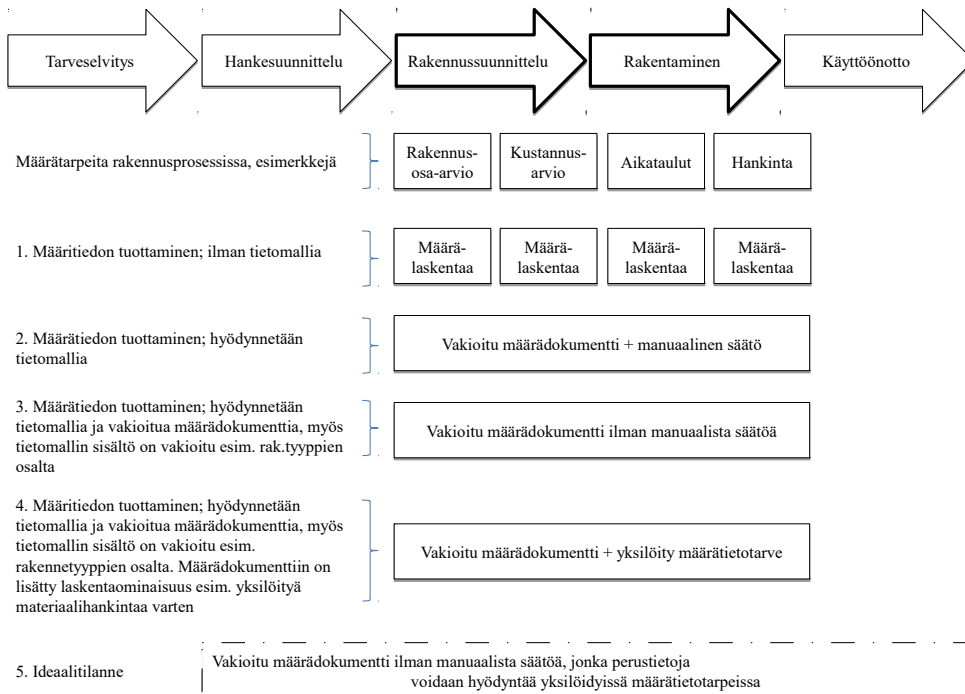 Tarveselvitys
Hankesuunnittelu
Rakennussuunnittelu
Rakentaminen
Käyttöönotto
Määrätarpeita rakennusprosessissa, esimerkkejä
Rakennus-
osa-arvio
Kustannus-
arvio
Aikataulut
Hankinta
1. Määritiedon tuottaminen; ilman tietomallia
Määrä-
laskentaa
Määrä-
laskentaa
Määrä-
laskentaa
Määrä-
laskentaa
2. Määrätiedon tuottaminen; hyödynnetään
tietomallia
Vakioitu määrädokumentti + manuaalinen säätö
3. Määrätiedon tuottaminen; hyödynnetään
tietomallia ja vakioitua määrädokumenttia, myös
tietomallin sisältö on vakioitu esim. rak.tyyppien
osalta
Vakioitu määrädokumentti ilman manuaalista säätöä
4. Määritiedon tuottaminen; hyödynnetään
tietomallia ja vakioitua määrädokumenttia, myös
tietomallin sisältö on vakioitu esim.
rakennetyyppien osalta. Määrädokumenttiin on
lisätty laskentaominaisuus esim. yksilöityä
materiaalihankintaa varten
Vakioitu määrädokumentti + yksilöity määrätietotarve
5. Ideaalitilanne
Vakioitu määrädokumentti ilman manuaalista säätöä, jonka perustietoja
voidaan hyödyntää yksilöidyissä määrätietotarpeissa